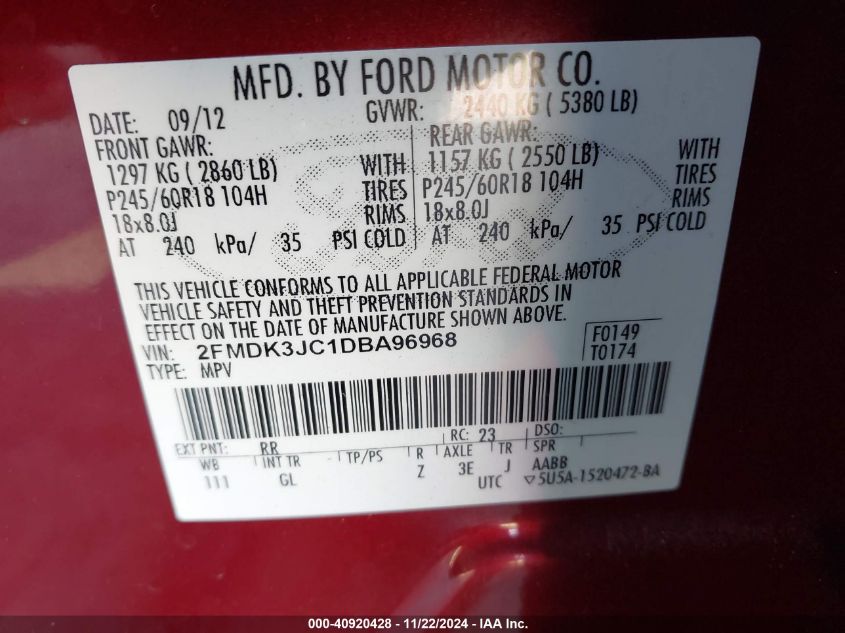 MFD. BY FORD MOTOR CO.
DATE: 09/12 GVWR: 2440 KG ( 5380 LB)
FRONT GAWR: REAR GAWR:
1297 KG ( 2860 LB) WITH 1157 KG ( 2550 LB) WITH
P245/60R18 104H TIRES P245/60R18 104H TIRES
18x8.0J RIMS 18x8.0J RIMS
AT 240 kPa/ 35 PSI COLD AT 240 kPa/ 35 PSI COLD
THIS VEHICLE CONFORMS TO ALL APPLICABLE FEDERAL MOTOR
VEHICLE SAFETY AND THEFT PREVENTION STANDARDS IN
EFFECT ON THE DATE OF MANUFACTURE SHOWN ABOVE.
VIN: 2FMDK3JC1DBA96968 F0149
TYPE: MPV T0174
EXT PNT: RR RC: 23 DSO:
WB INT TR TP/PS R AXLE TR SPR
111 GL - Z 3E J AABB
UTC ▽5U5A-1520472-BA
000-40920428 - 11/22/2024 - IAA Inc.